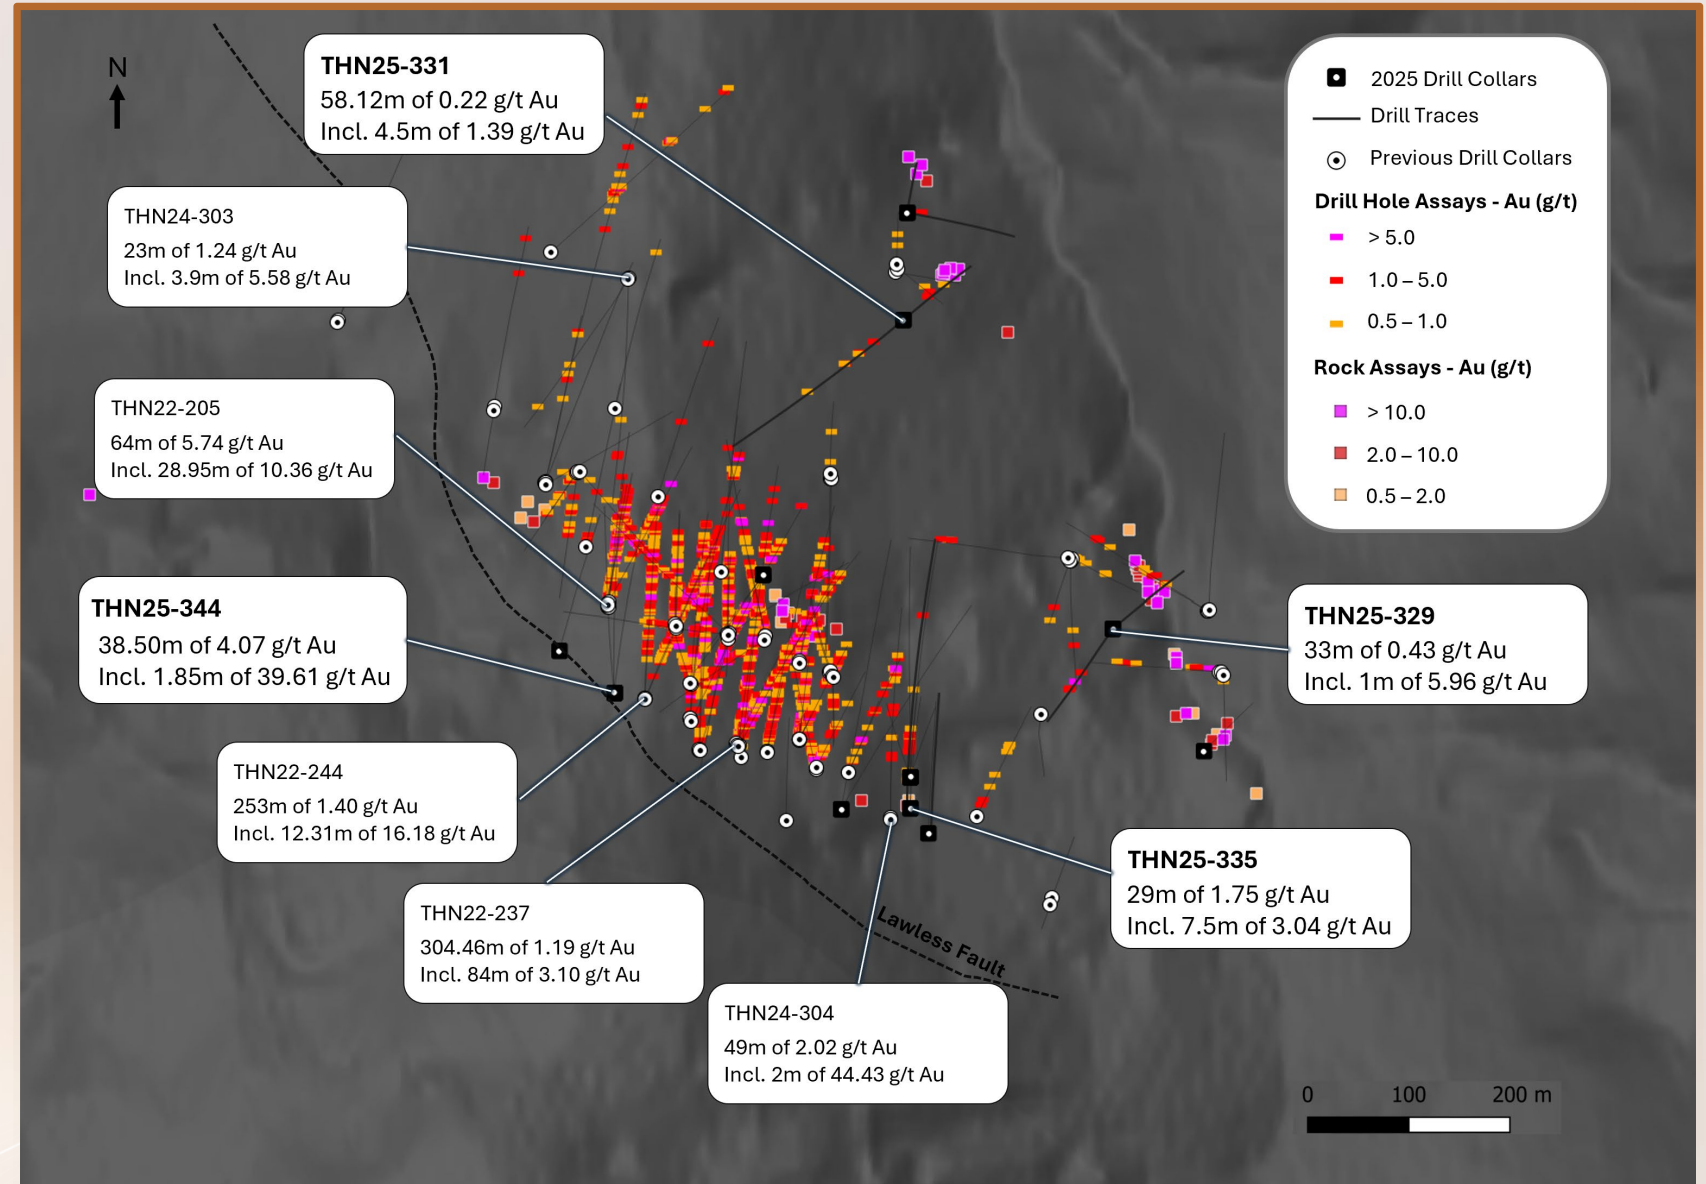 N
THN25-331
58.12m of 0.22 g/t Au
Incl. 4.5m of 1.39 g/t Au
THN24-303
23m of 1.24 g/t Au
Incl. 3.9m of 5.58 g/t Au
THN22-205
64m of 5.74 g/t Au
Incl. 28.95m of 10.36 g/t Au
THN25-344
38.50m of 4.07 g/t Au
Incl. 1.85m of 39.61 g/t Au
THN22-244
253m of 1.40 g/t Au
Incl. 12.31m of 16.18 g/t Au
THN22-237
304.46m of 1.19 g/t Au
Incl. 84m of 3.10 g/t Au
THN24-304
49m of 2.02 g/t Au
Incl. 2m of 44.43 g/t Au
Lawless Fault
THN25-335
29m of 1.75 g/t Au
Incl. 7.5m of 3.04 g/t Au
THN25-329
33m of 0.43 g/t Au
Incl. 1m of 5.96 g/t Au
2025 Drill Collars
Drill Traces
Previous Drill Collars
Drill Hole Assays - Au (g/t)
> 5.0
1.0 – 5.0
0.5 – 1.0
Rock Assays - Au (g/t)
> 10.0
2.0 – 10.0
0.5 – 2.0
0 100 200 m